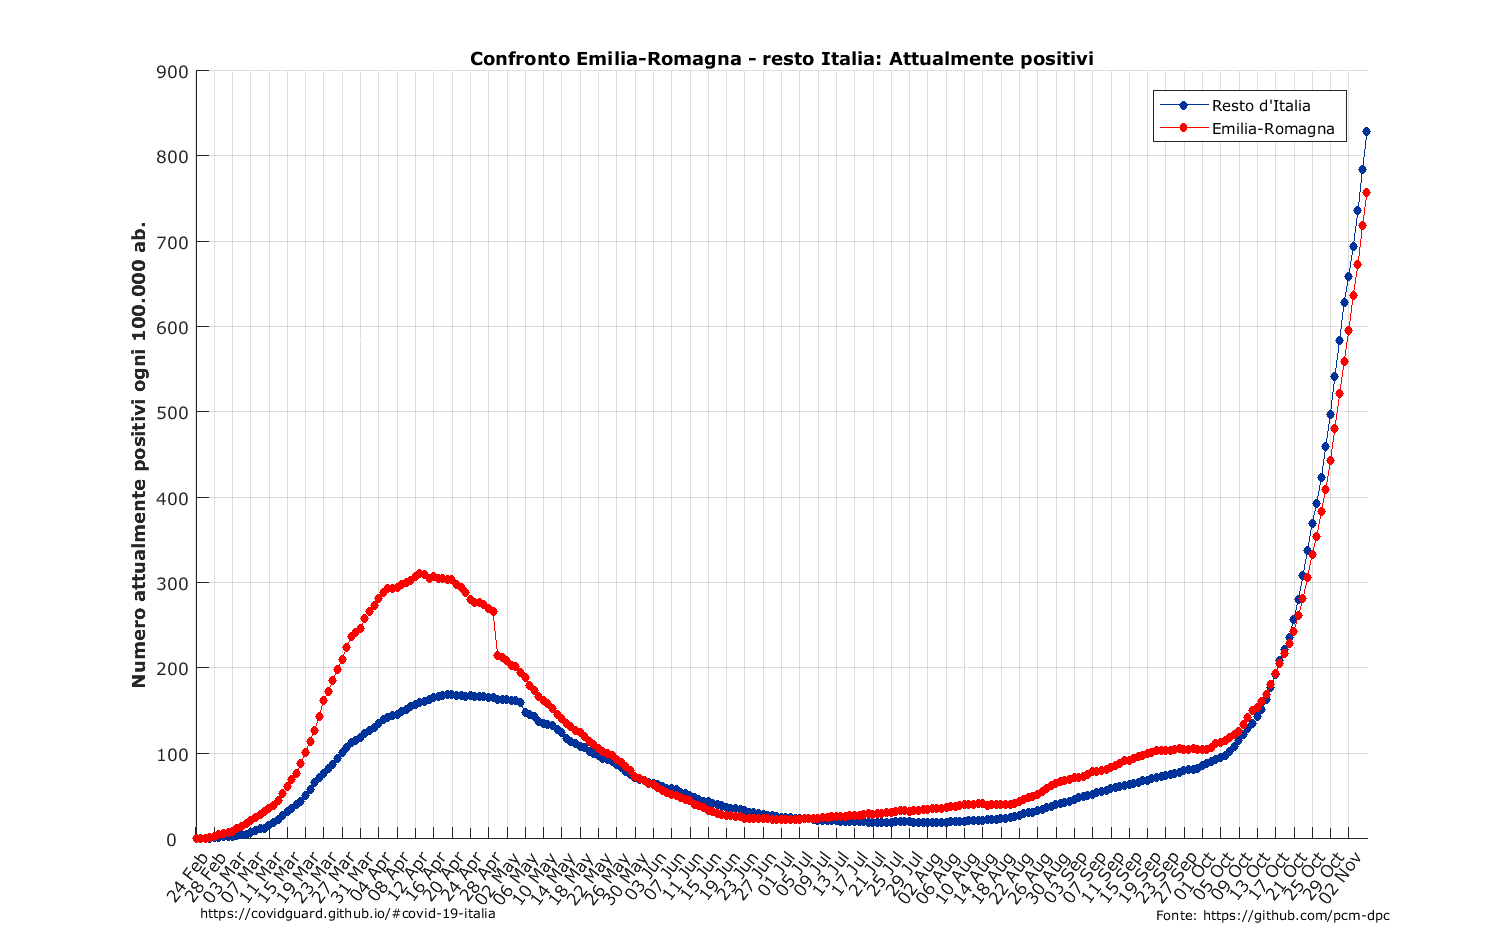 Confronto Emilia-Romagna - resto Italia: Attualmente positivi
Resto d'Italia
Emilia-Romagna
Numero attualmente positivi ogni 100.000 ab.
900
800
700
600
500
400
300
200
100
0
24 Feb
28 Feb
03 Mar
07 Mar
11 Mar
15 Mar
19 Mar
23 Mar
27 Mar
31 Mar
04 Apr
08 Apr
12 Apr
16 Apr
20 Apr
24 Apr
28 Apr
02 May
06 May
10 May
14 May
18 May
22 May
26 May
30 May
03 Jun
07 Jun
11 Jun
15 Jun
19 Jun
23 Jun
27 Jun
01 Jul
05 Jul
09 Jul
13 Jul
17 Jul
21 Jul
25 Jul
29 Jul
02 Aug
06 Aug
10 Aug
14 Aug
18 Aug
22 Aug
26 Aug
30 Aug
03 Sep
07 Sep
11 Sep
15 Sep
19 Sep
23 Sep
27 Sep
01 Oct
05 Oct
09 Oct
13 Oct
17 Oct
21 Oct
25 Oct
29 Oct
02 Nov
https://covidguard.github.io/#covid-19-italia
Fonte: https://github.com/pcm-dpc